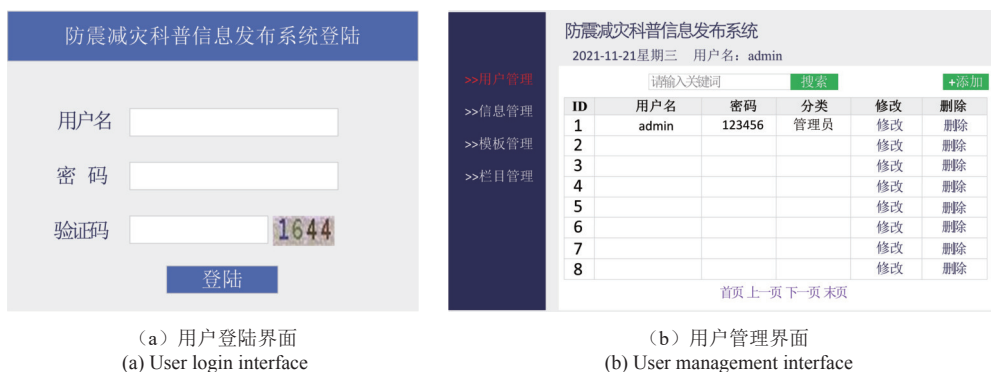 防震减灾科普信息发布系统登陆
用户名
密 码
验证码 1644
登陆
防震减灾科普信息发布系统
2021-11-21星期三 用户名：admin
>>用户管理
>>信息管理
>>模板管理
>>栏目管理
请输入关键词 搜索 +添加
ID 用户名 密码 分类 修改 删除
1 admin 123456 管理员 修改 删除
2 修改 删除
3 修改 删除
4 修改 删除
5 修改 删除
6 修改 删除
7 修改 删除
8 修改 删除
首页 上一页 下一页 末页
（a）用户登陆界面
(a) User login interface
（b）用户管理界面
(b) User management interface